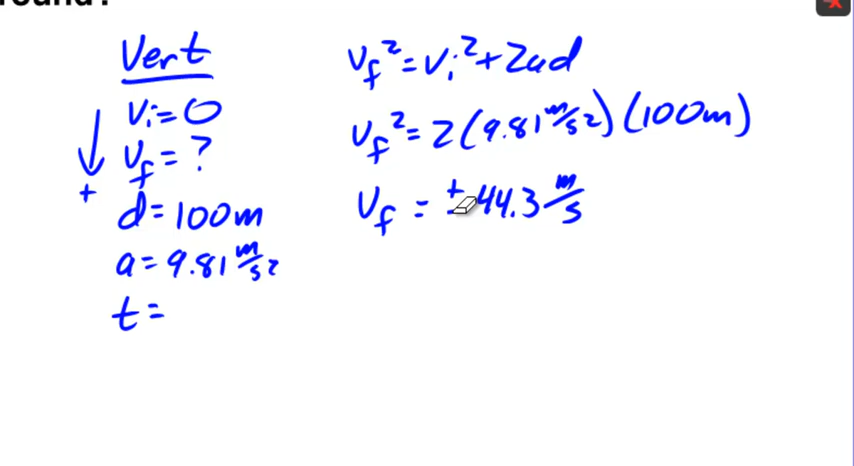 Vert
Vi = 0
Vf = ?
+
d = 100m
a = 9.81 m/s2
t =
Vf² = Vi² + 2ad
Vf² = 2(9.81 m/s2)(100m)
Vf = ±44.3 m/s